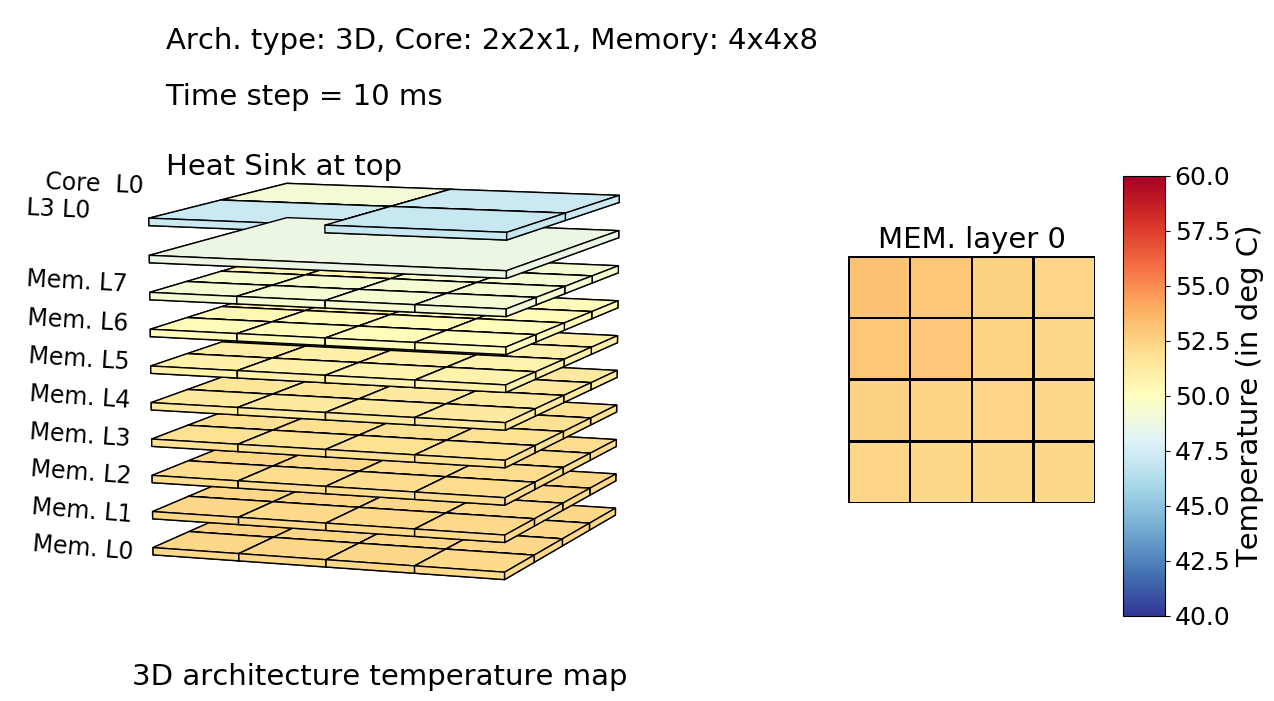 Arch. type: 3D, Core: 2x2x1, Memory: 4x4x8
Time step = 10 ms
Heat Sink at top
Core L0
L3 L0
Mem. L7
Mem. L6
Mem. L5
Mem. L4
Mem. L3
Mem. L2
Mem. L1
Mem. L0
3D architecture temperature map
MEM. layer 0
60.0
57.5
55.0
52.5
50.0
47.5
45.0
42.5
40.0
Temperature (in deg C)